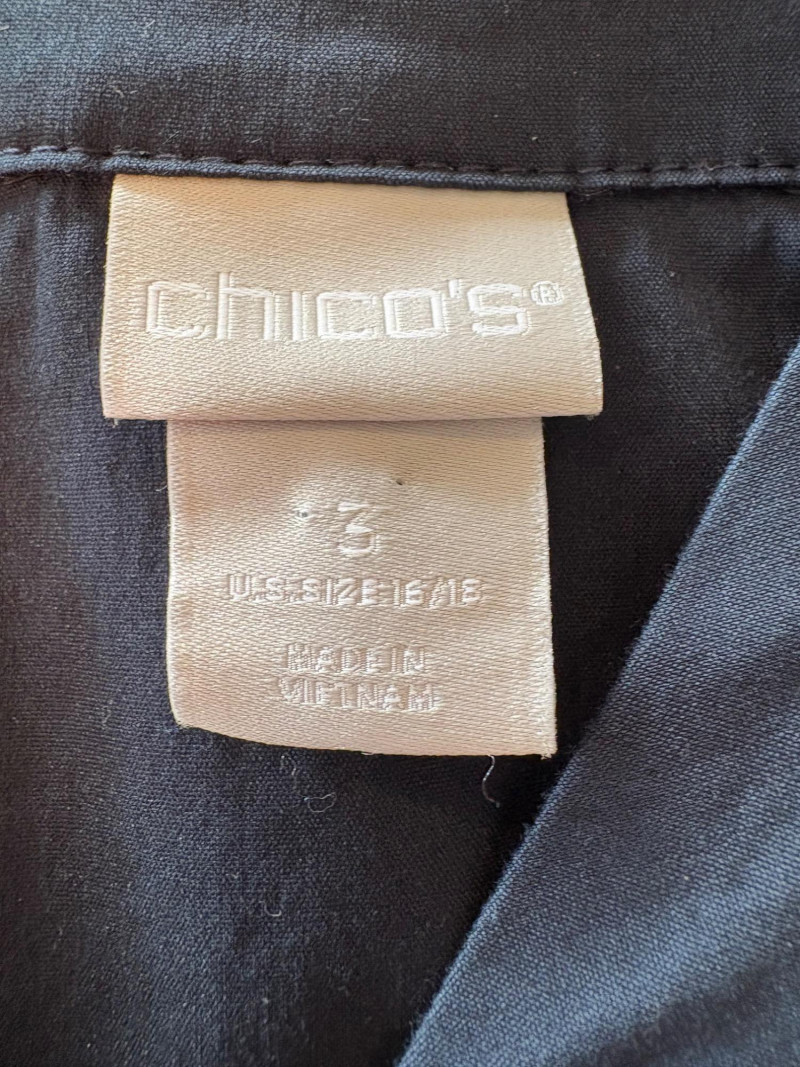 chico's®
3
U.S. SIZE 16/18
MADE IN
VIETNAM